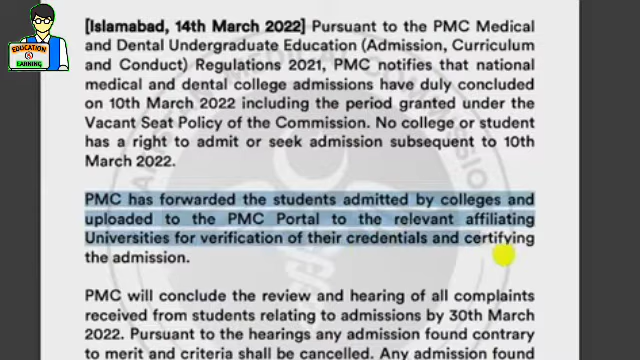 EDUCATION
&
EARNING
[Islamabad, 14th March 2022] Pursuant to the PMC Medical
and Dental Undergraduate Education (Admission, Curriculum
and Conduct) Regulations 2021, PMC notifies that national
medical and dental college admissions have duly concluded
on 10th March 2022 including the period granted under the
Vacant Seat Policy of the Commission. No college or student
has a right to admit or seek admission subsequent to 10th
March 2022.
PMC has forwarded the students admitted by colleges and
uploaded to the PMC Portal to the relevant affiliating
Universities for verification of their credentials and certifying
the admission.
PMC will conclude the review and hearing of all complaints
received from students relating to admissions by 30th March
2022. Pursuant to the hearings any admission found contrary
to merit and criteria shall be cancelled. Any admission found